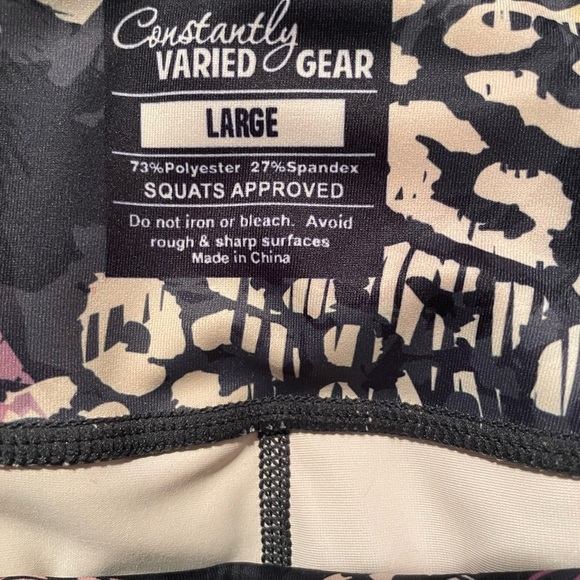 Constantly
VARIED GEAR
LARGE
73%Polyester 27%Spandex
SQUATS APPROVED
Do not iron or bleach. Avoid
rough & sharp surfaces
Made in China